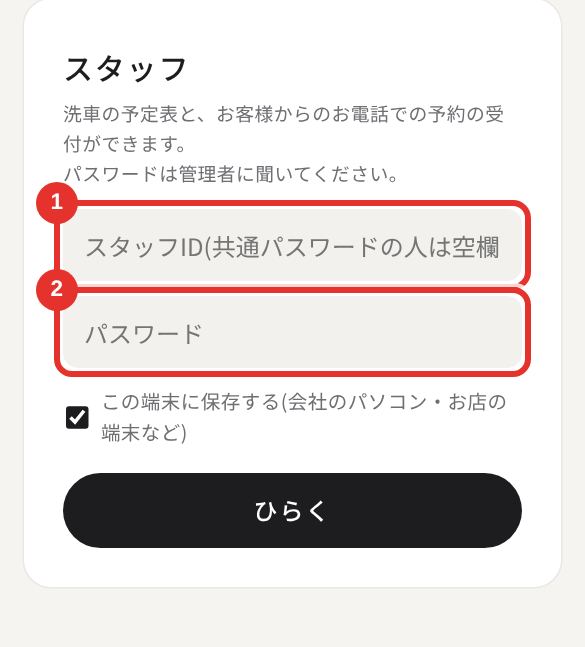 スタッフ
洗車の予定表と、お客様からのお電話での予約の受
付ができます。
パスワードは管理者に聞いてください。
1
スタッフID(共通パスワードの人は空欄
2
パスワード
この端末に保存する(会社のパソコン・お店の
端末など)
ひらく